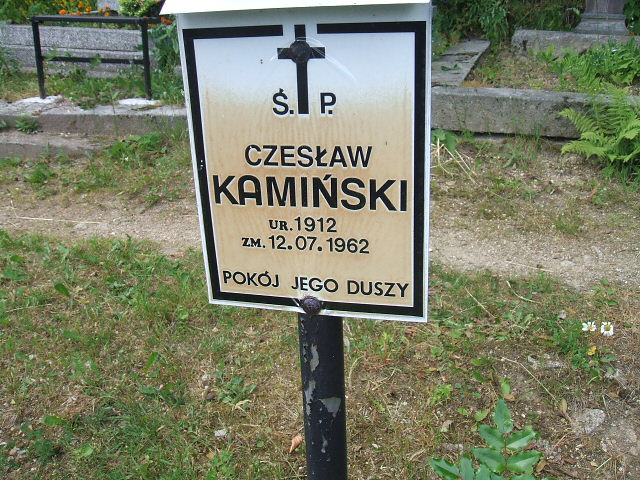 Ś. P.
CZESŁAW
KAMIŃSKI
UR. 1912
ZM. 12.07.1962
POKÓJ JEGO DUSZY